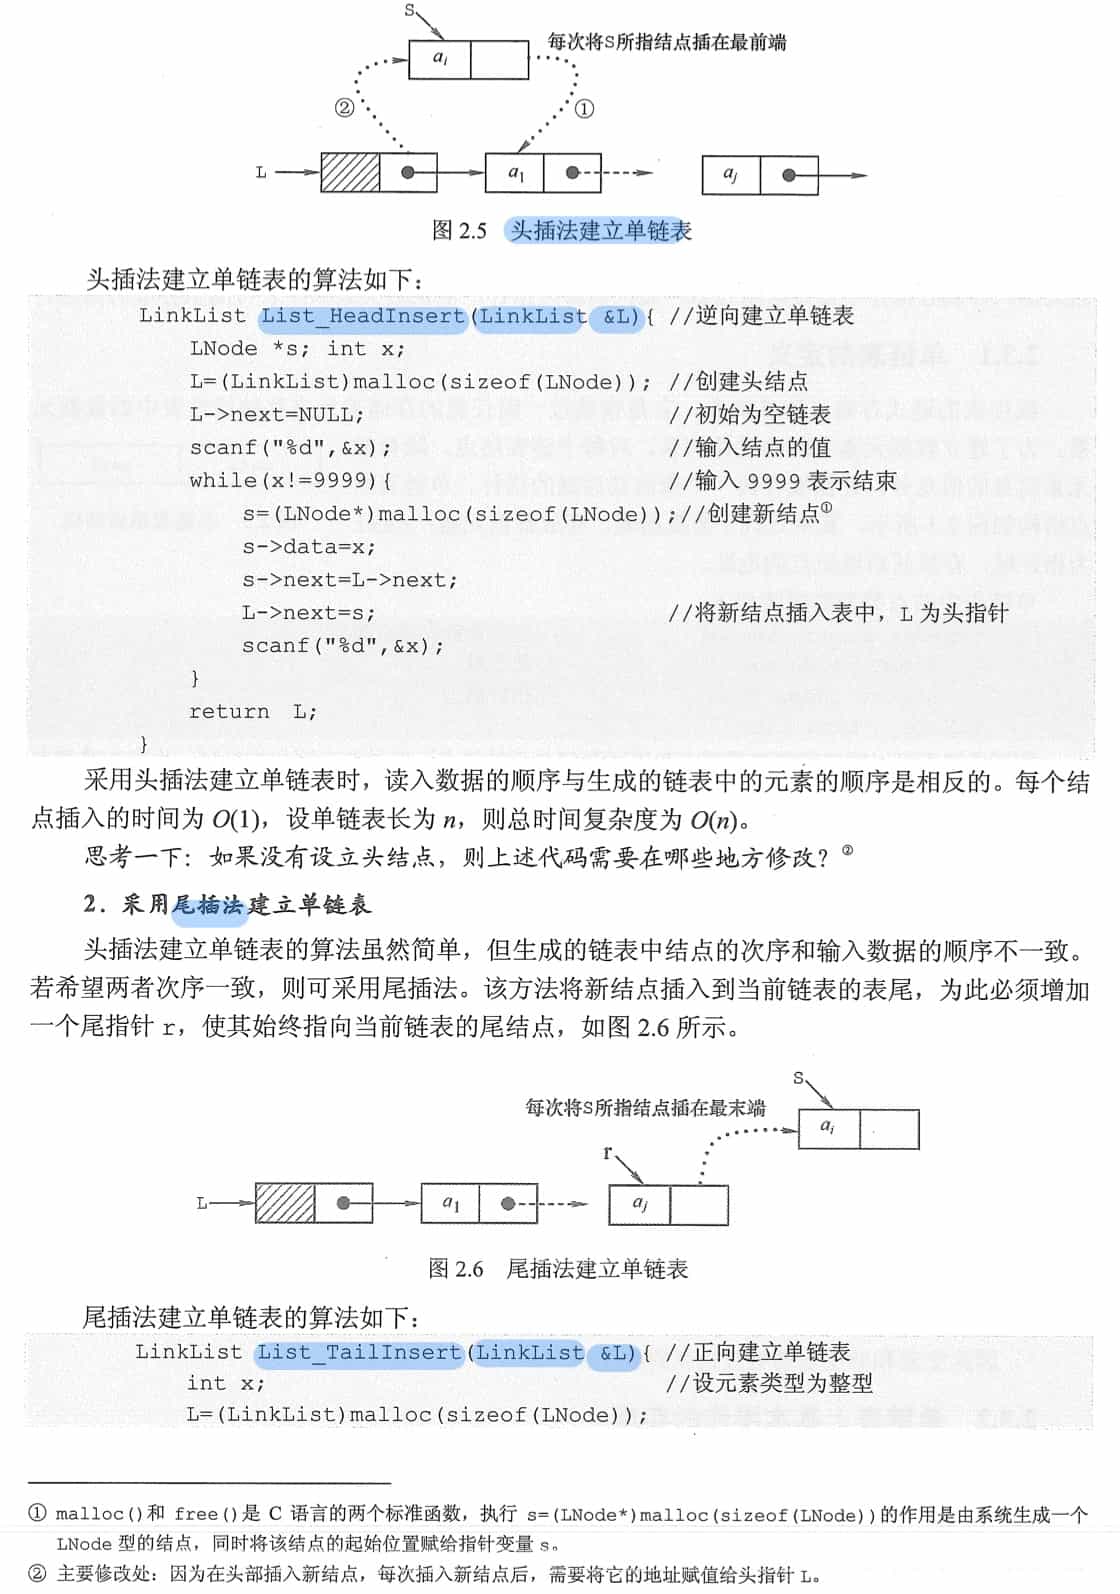 S
每次将S所指结点插在最前端
ai
② ①
L a1 aj
图 2.5 头插法建立单链表
头插法建立单链表的算法如下：
LinkList List_HeadInsert(LinkList &L){ //逆向建立单链表
LNode *s; int x;
L=(LinkList)malloc(sizeof(LNode)); //创建头结点
L->next=NULL; //初始为空链表
scanf("%d",&x); //输入结点的值
while(x!=9999){ //输入 9999 表示结束
s=(LNode*)malloc(sizeof(LNode));//创建新结点①
s->data=x;
s->next=L->next;
L->next=s; //将新结点插入表中，L 为头指针
scanf("%d",&x);
}
return L;
}
采用头插法建立单链表时，读入数据的顺序与生成的链表中的元素的顺序是相反的。每个结
点插入的时间为 O(1)，设单链表长为 n，则总时间复杂度为 O(n)。
思考一下：如果没有设立头结点，则上述代码需要在哪些地方修改？②
2．采用尾插法建立单链表
头插法建立单链表的算法虽然简单，但生成的链表中结点的次序和输入数据的顺序不一致。
若希望两者次序一致，则可采用尾插法。该方法将新结点插入到当前链表的表尾，为此必须增加
一个尾指针 r，使其始终指向当前链表的尾结点，如图 2.6 所示。
S
每次将S所指结点插在最末端
ai
r
L a1 aj
图 2.6 尾插法建立单链表
尾插法建立单链表的算法如下：
LinkList List_TailInsert(LinkList &L){ //正向建立单链表
int x; //设元素类型为整型
L=(LinkList)malloc(sizeof(LNode));
① malloc()和 free()是 C 语言的两个标准函数，执行 s=(LNode*)malloc(sizeof(LNode))的作用是由系统生成一个
LNode 型的结点，同时将该结点的起始位置赋给指针变量 s。
② 主要修改处：因为在头部插入新结点，每次插入新结点后，需要将它的地址赋值给头指针 L。